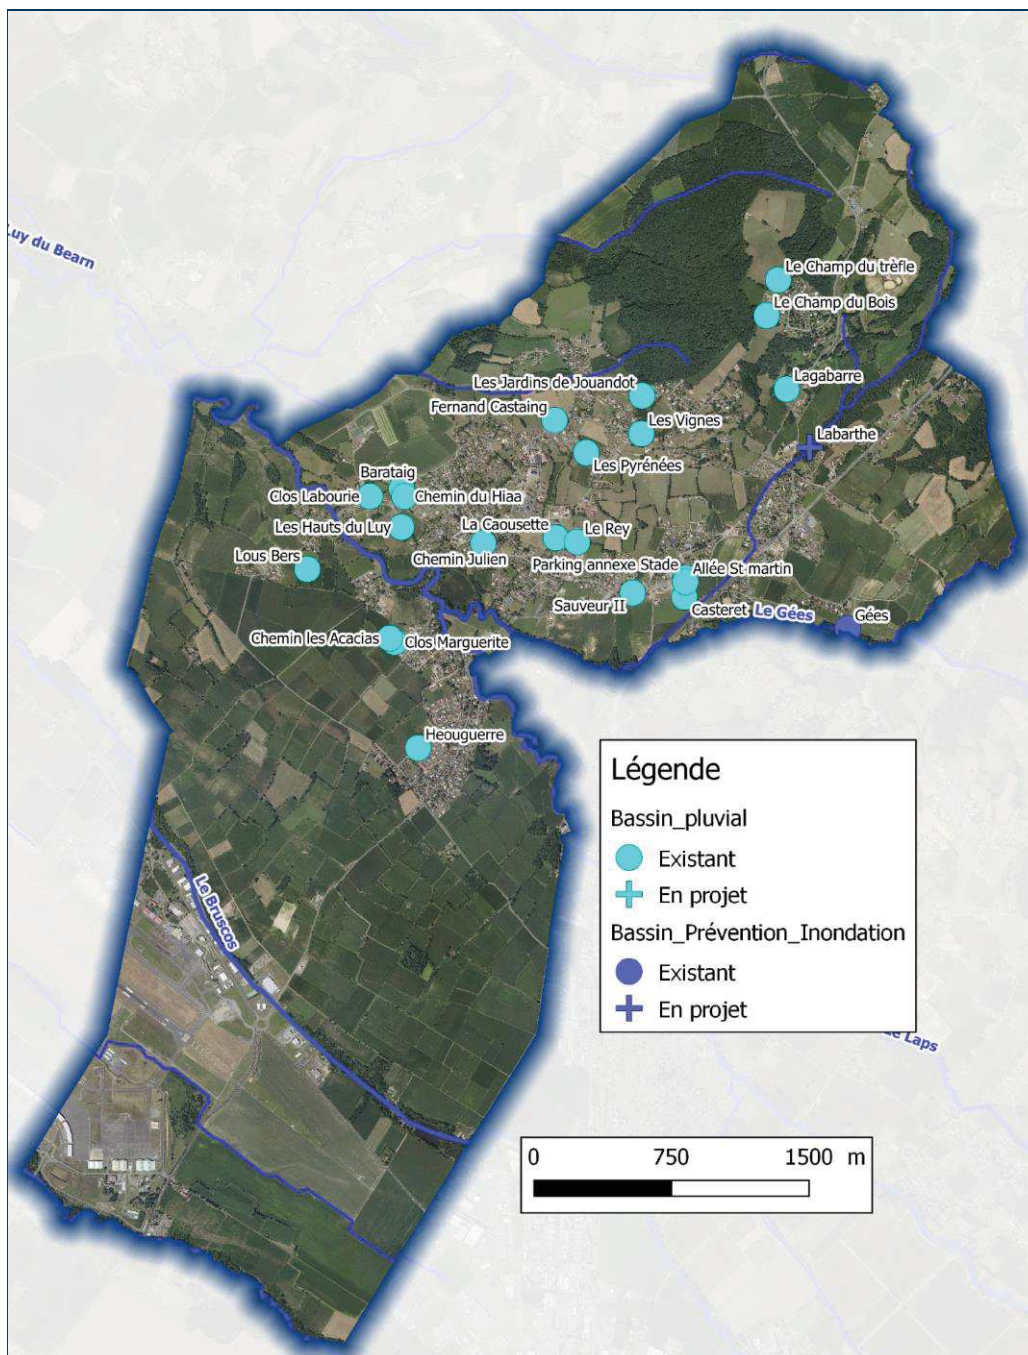 Luy du Bearn
Le Champ du trèfle
Le Champ du Bois
Les Jardins de Jouandot
Lagabarre
Fernand Castaing
Les Vignes
Labarthe
Les Pyrénées
Barataig
Clos Labourie
Chemin du Hiaa
Les Hauts du Luy
La Caousette
Le Rey
Lous Bers
Chemin Julien
Parking annexe Stade
Allée St martin
Sauveur II
Casteret
Le Gées
Gées
Chemin les Acacias
Clos Marguerite
Heouguerre
Légende
Bassin_pluvial
Existant
En projet
Bassin_Prévention_Inondation
Existant
En projet
Le Bruscos
Le Laps
0 750 1500 m